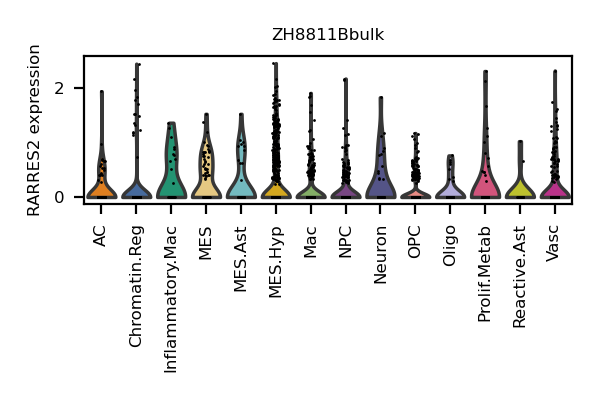 ZH8811Bbulk
RARRES2 expression
2
0
AC
Chromatin.Reg
Inflammatory.Mac
MES
MES.Ast
MES.Hyp
Mac
NPC
Neuron
OPC
Oligo
Prolif.Metab
Reactive.Ast
Vasc